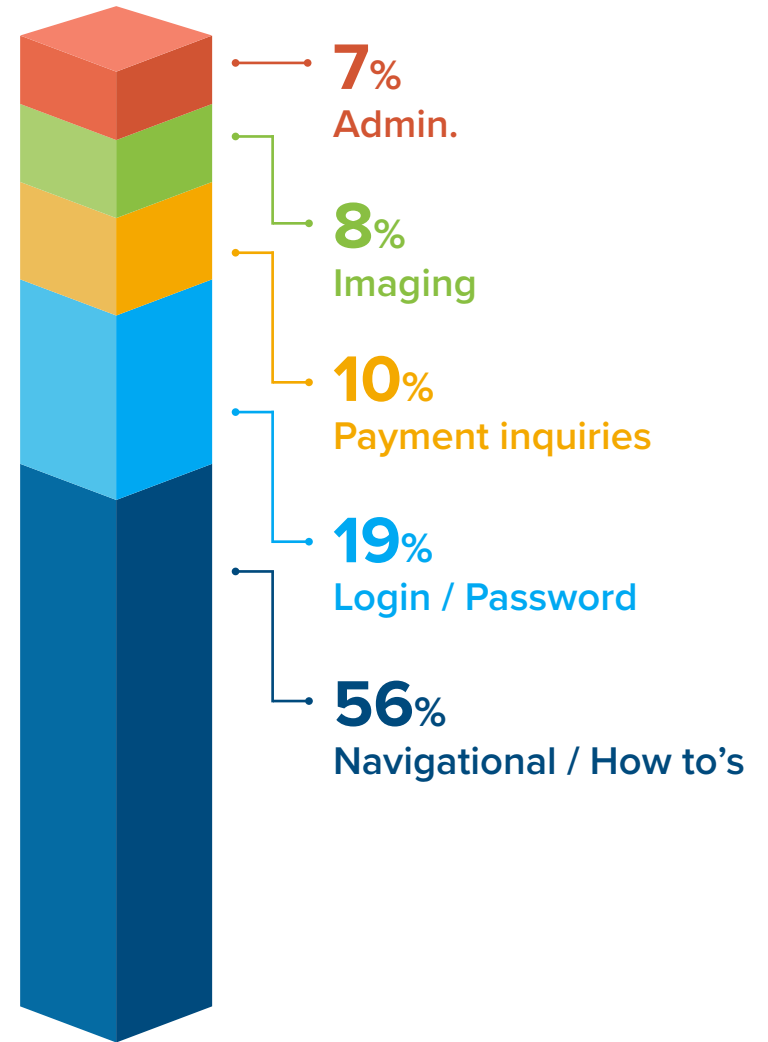 7%
Admin.
8%
Imaging
10%
Payment inquiries
19%
Login / Password
56%
Navigational / How to’s